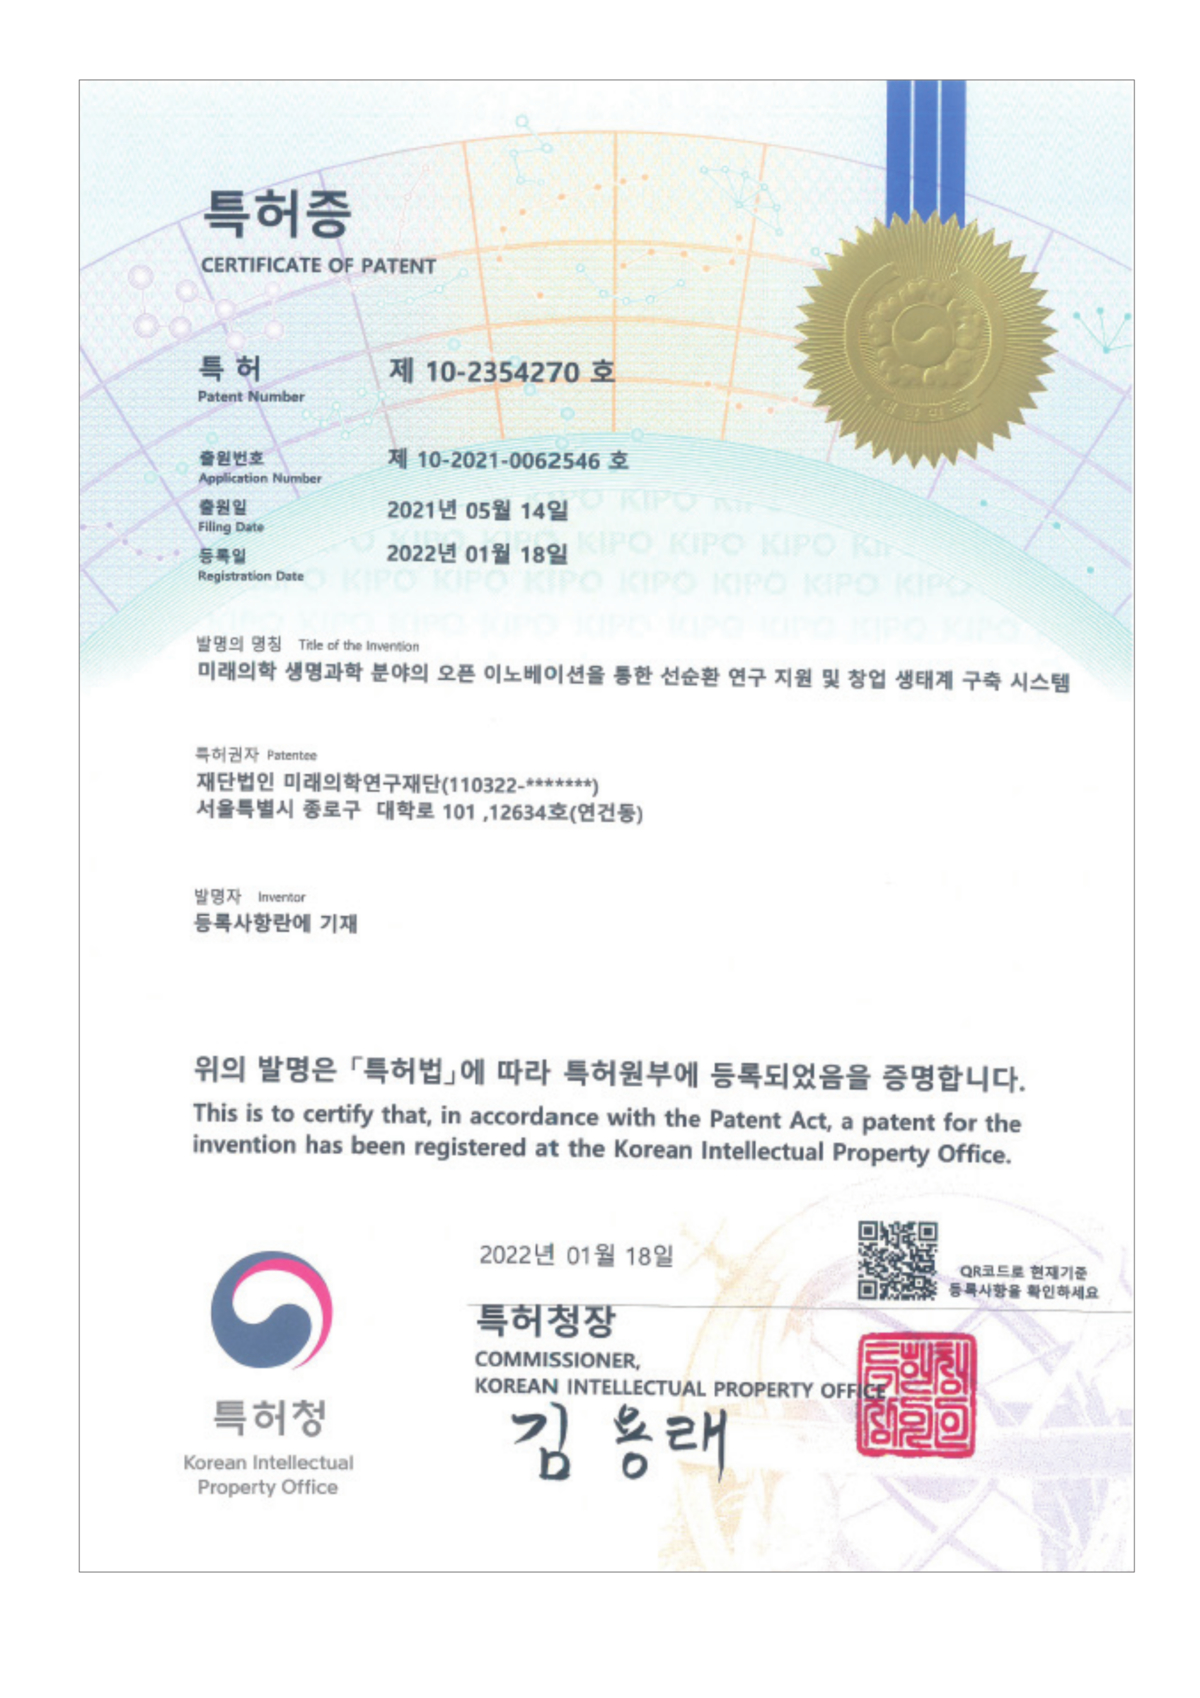 특허증
CERTIFICATE OF PATENT
특 허 제 10-2354270 호
Patent Number
출원번호 제 10-2021-0062546 호
Application Number
출원일 2021년 05월 14일
Filing Date
등록일 2022년 01월 18일
Registration Date
발명의 명칭 Title of the Invention
미래의학 생명과학 분야의 오픈 이노베이션을 통한 선순환 연구 지원 및 창업 생태계 구축 시스템
특허권자 Patentee
재단법인 미래의학연구재단(110322-*******)
서울특별시 종로구 대학로 101 ,12634호(연건동)
발명자 Inventor
등록사항란에 기재
위의 발명은 「특허법」에 따라 특허원부에 등록되었음을 증명합니다.
This is to certify that, in accordance with the Patent Act, a patent for the
invention has been registered at the Korean Intellectual Property Office.
2022년 01월 18일
QR코드로 현재기준
등록사항을 확인하세요
특허청장
COMMISSIONER,
KOREAN INTELLECTUAL PROPERTY OFFICE
김 용 래
특허청
Korean Intellectual
Property Office